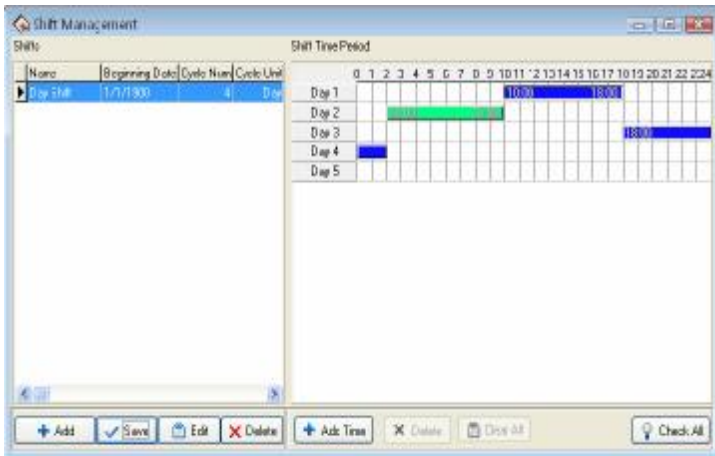 Shift Management
Shifts
Shift Time Period
Name Beginning Date Cycle Num Cycle Unit
0 1 2 3 4 5 6 7 8 9 10 11 12 13 14 15 16 17 18 19 20 21 22 23 24
Day Shift 1/1/1900 4 Day
Day 1 10:00 18:00
Day 2
Day 3 18:00
Day 4
Day 5
Add Save Edit Delete Add Time Delete Check All